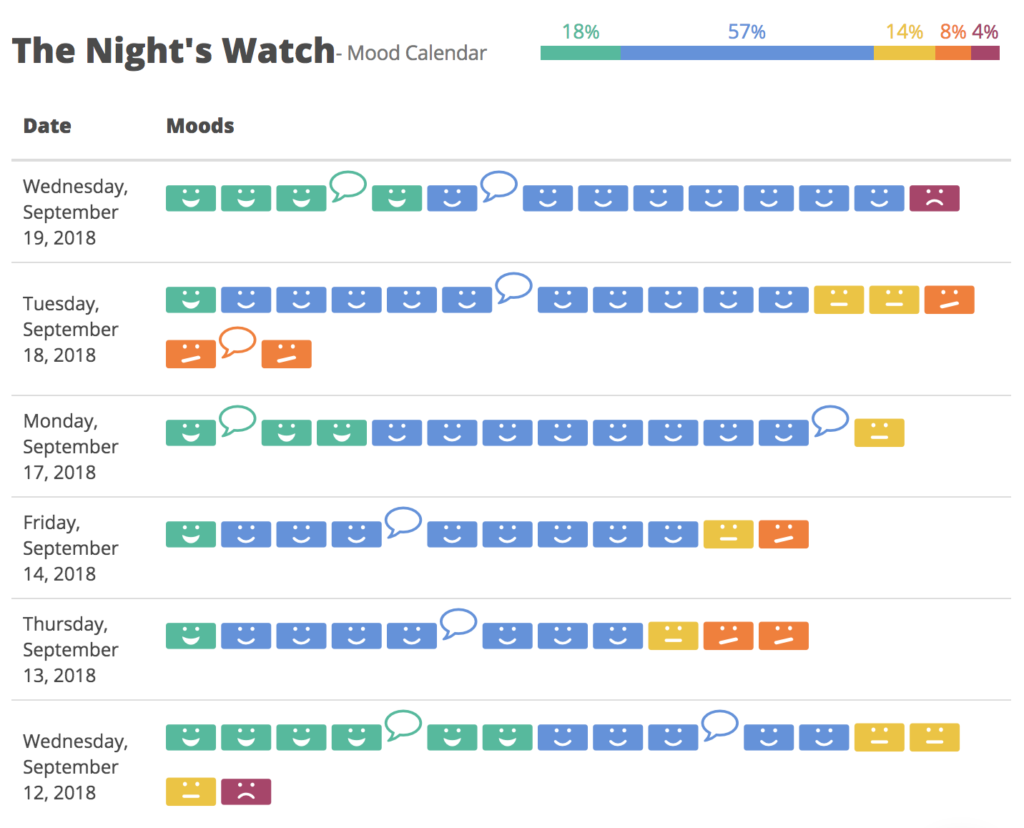 18% 57% 14% 8% 4%
The Night's Watch - Mood Calendar
Date Moods
Wednesday,
September
19, 2018
Tuesday,
September
18, 2018
Monday,
September
17, 2018
Friday,
September
14, 2018
Thursday,
September
13, 2018
Wednesday,
September
12, 2018